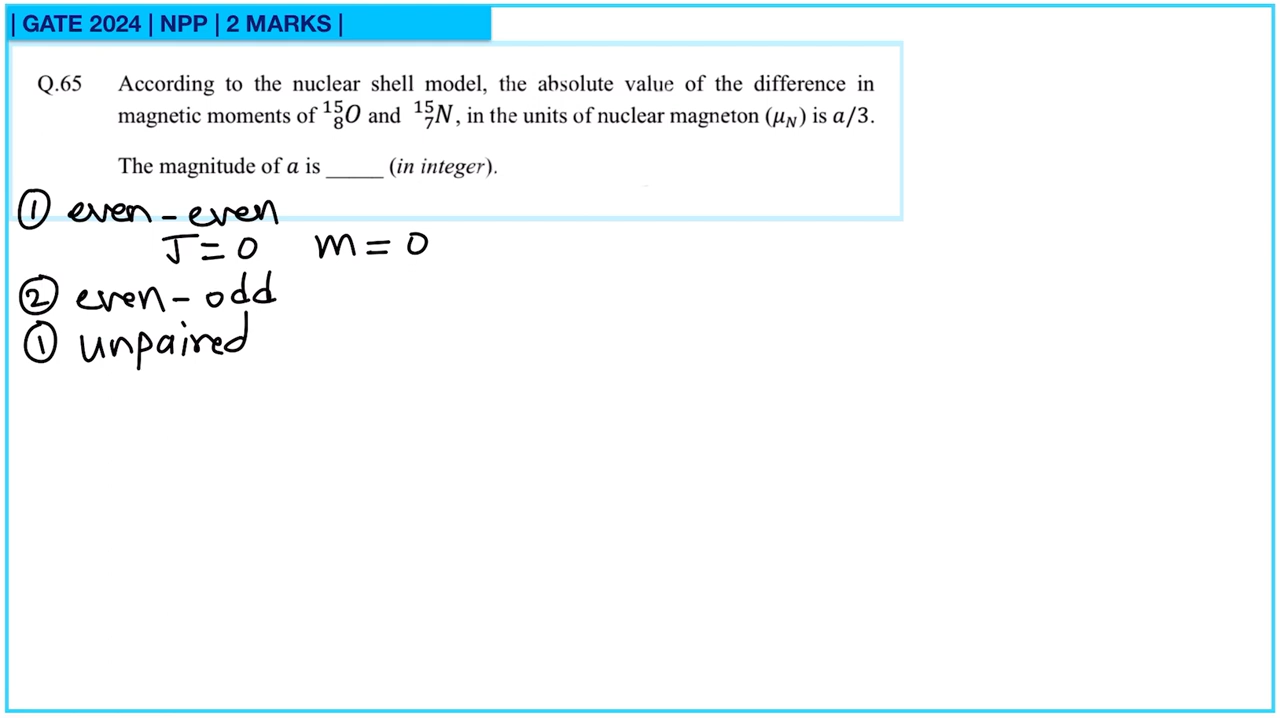 | GATE 2024 | NPP | 2 MARKS |
Q.65 According to the nuclear shell model, the absolute value of the difference in
magnetic moments of ¹⁵₈O and ¹⁵₇N, in the units of nuclear magneton (μ_N) is a/3.
The magnitude of a is _____ (in integer).
① even-even
J=0 m=0
② even-odd
① unpaired